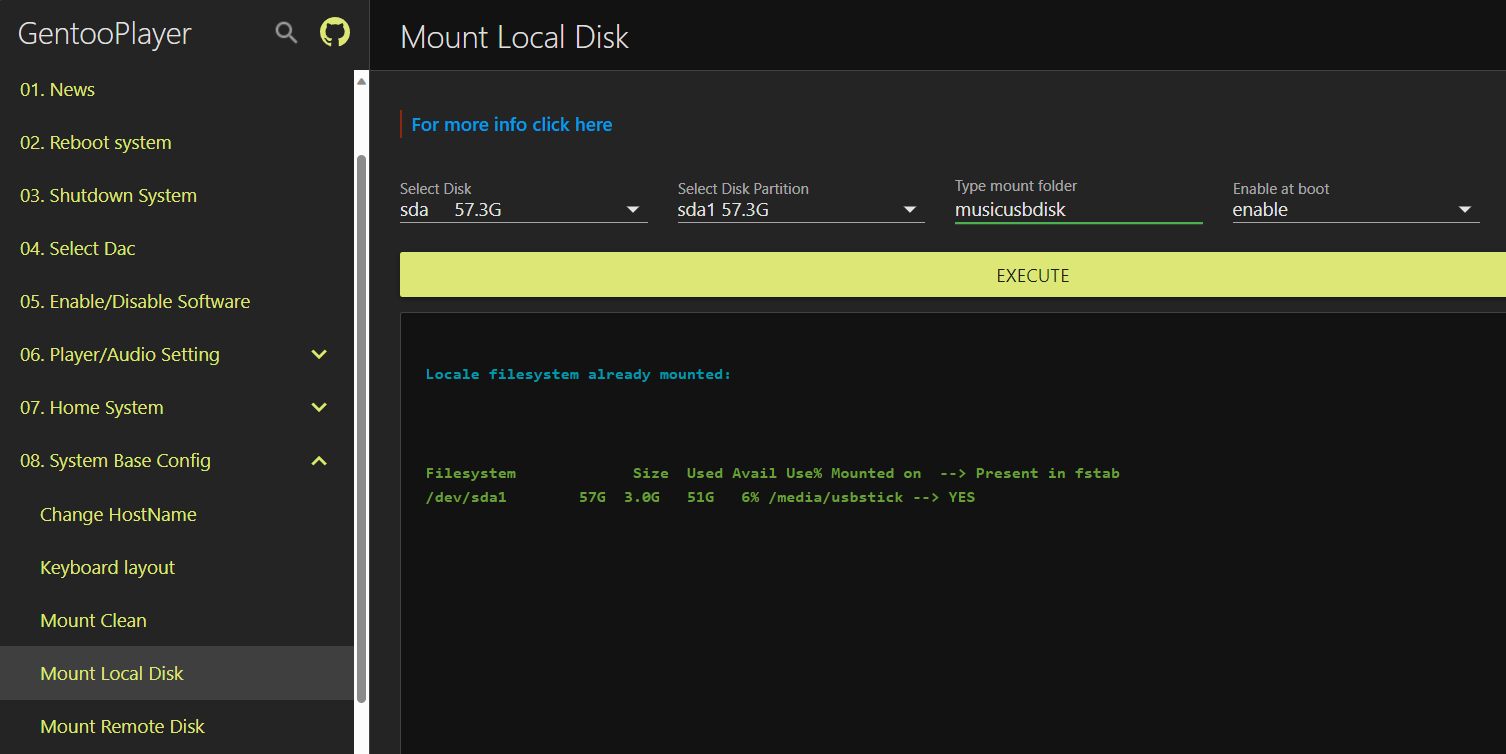 GentooPlayer
01. News
02. Reboot system
03. Shutdown System
04. Select Dac
05. Enable/Disable Software
06. Player/Audio Setting
07. Home System
08. System Base Config
Change HostName
Keyboard layout
Mount Clean
Mount Local Disk
Mount Remote Disk
Mount Local Disk
For more info click here
Select Disk
sda 57.3G
Select Disk Partition
sda1 57.3G
Type mount folder
musicusbdisk
Enable at boot
enable
EXECUTE
Locale filesystem already mounted:
Filesystem Size Used Avail Use% Mounted on --> Present in fstab
/dev/sda1 57G 3.0G 51G 6% /media/usbstick --> YES